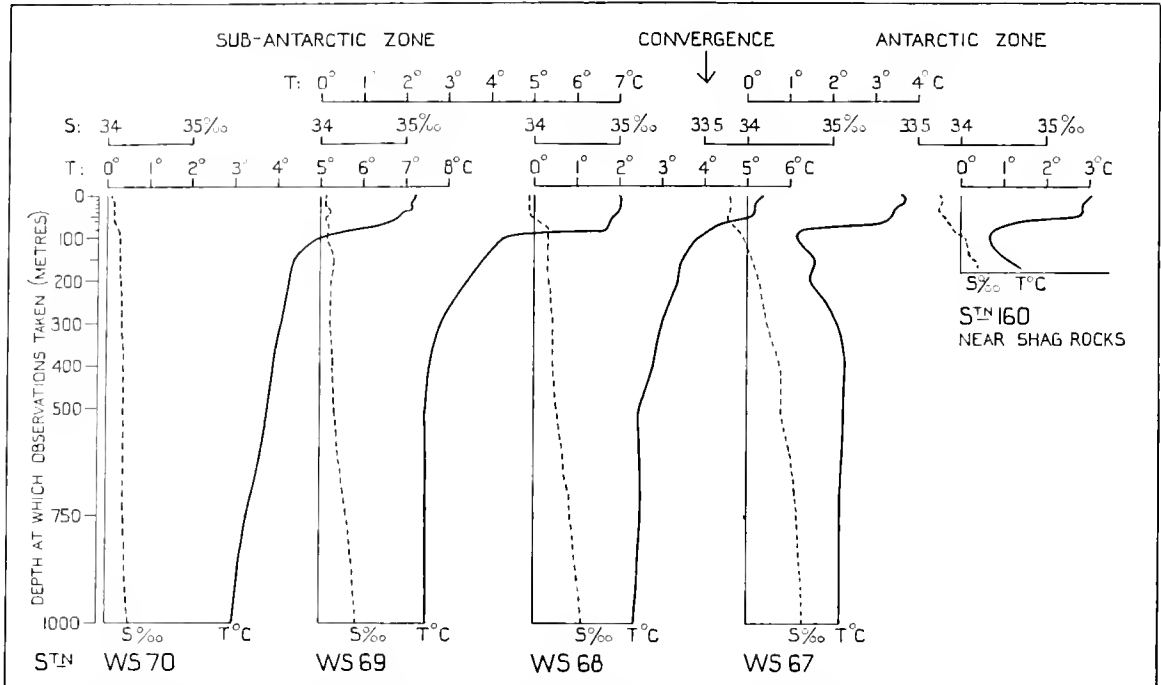 SUB-ANTARCTIC ZONE CONVERGENCE ANTARCTIC ZONE
T: 0° 1° 2° 3° 4° 5° 6° 7°C 0° 1° 2° 3° 4°C
S: 34 35‰ 34 35‰ 34 35‰ 335 34 35‰ 33 5 34 35‰
T: 0° 1° 2° 3° 4° 5° 6° 7° 8°C 0° 1° 2° 3° 4° 5° 6°C 0° 1° 2° 3°C
DEPTH AT WHICH OBSERVATIONS TAKEN (METRES)
0
100
200
300
400
500
750
1000
S‰ T°C
STN 160
NEAR SHAG ROCKS
S‰ T°C S‰ T°C S‰ T°C S‰ T°C
STN WS 70 WS 69 WS 68 WS 67